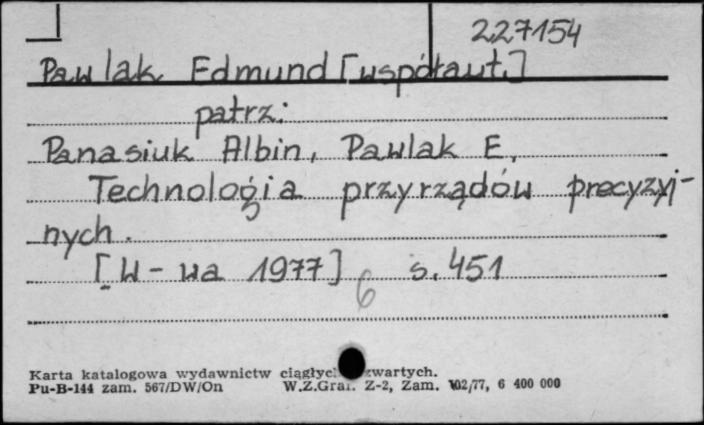 227154
Pawlak Edmund [współaut.]
patrz:
Panasiuk Albin, Pawlak E.
Technologia przyrządów precyzyj-
nych.
[W-wa 1977] s. 451
6
Karta katalogowa wydawnictw zwartych.
Pu-B-144 zam. 567/DW/On W.Z.Graf. Z-2, Zam. 102/77, 6 400 000